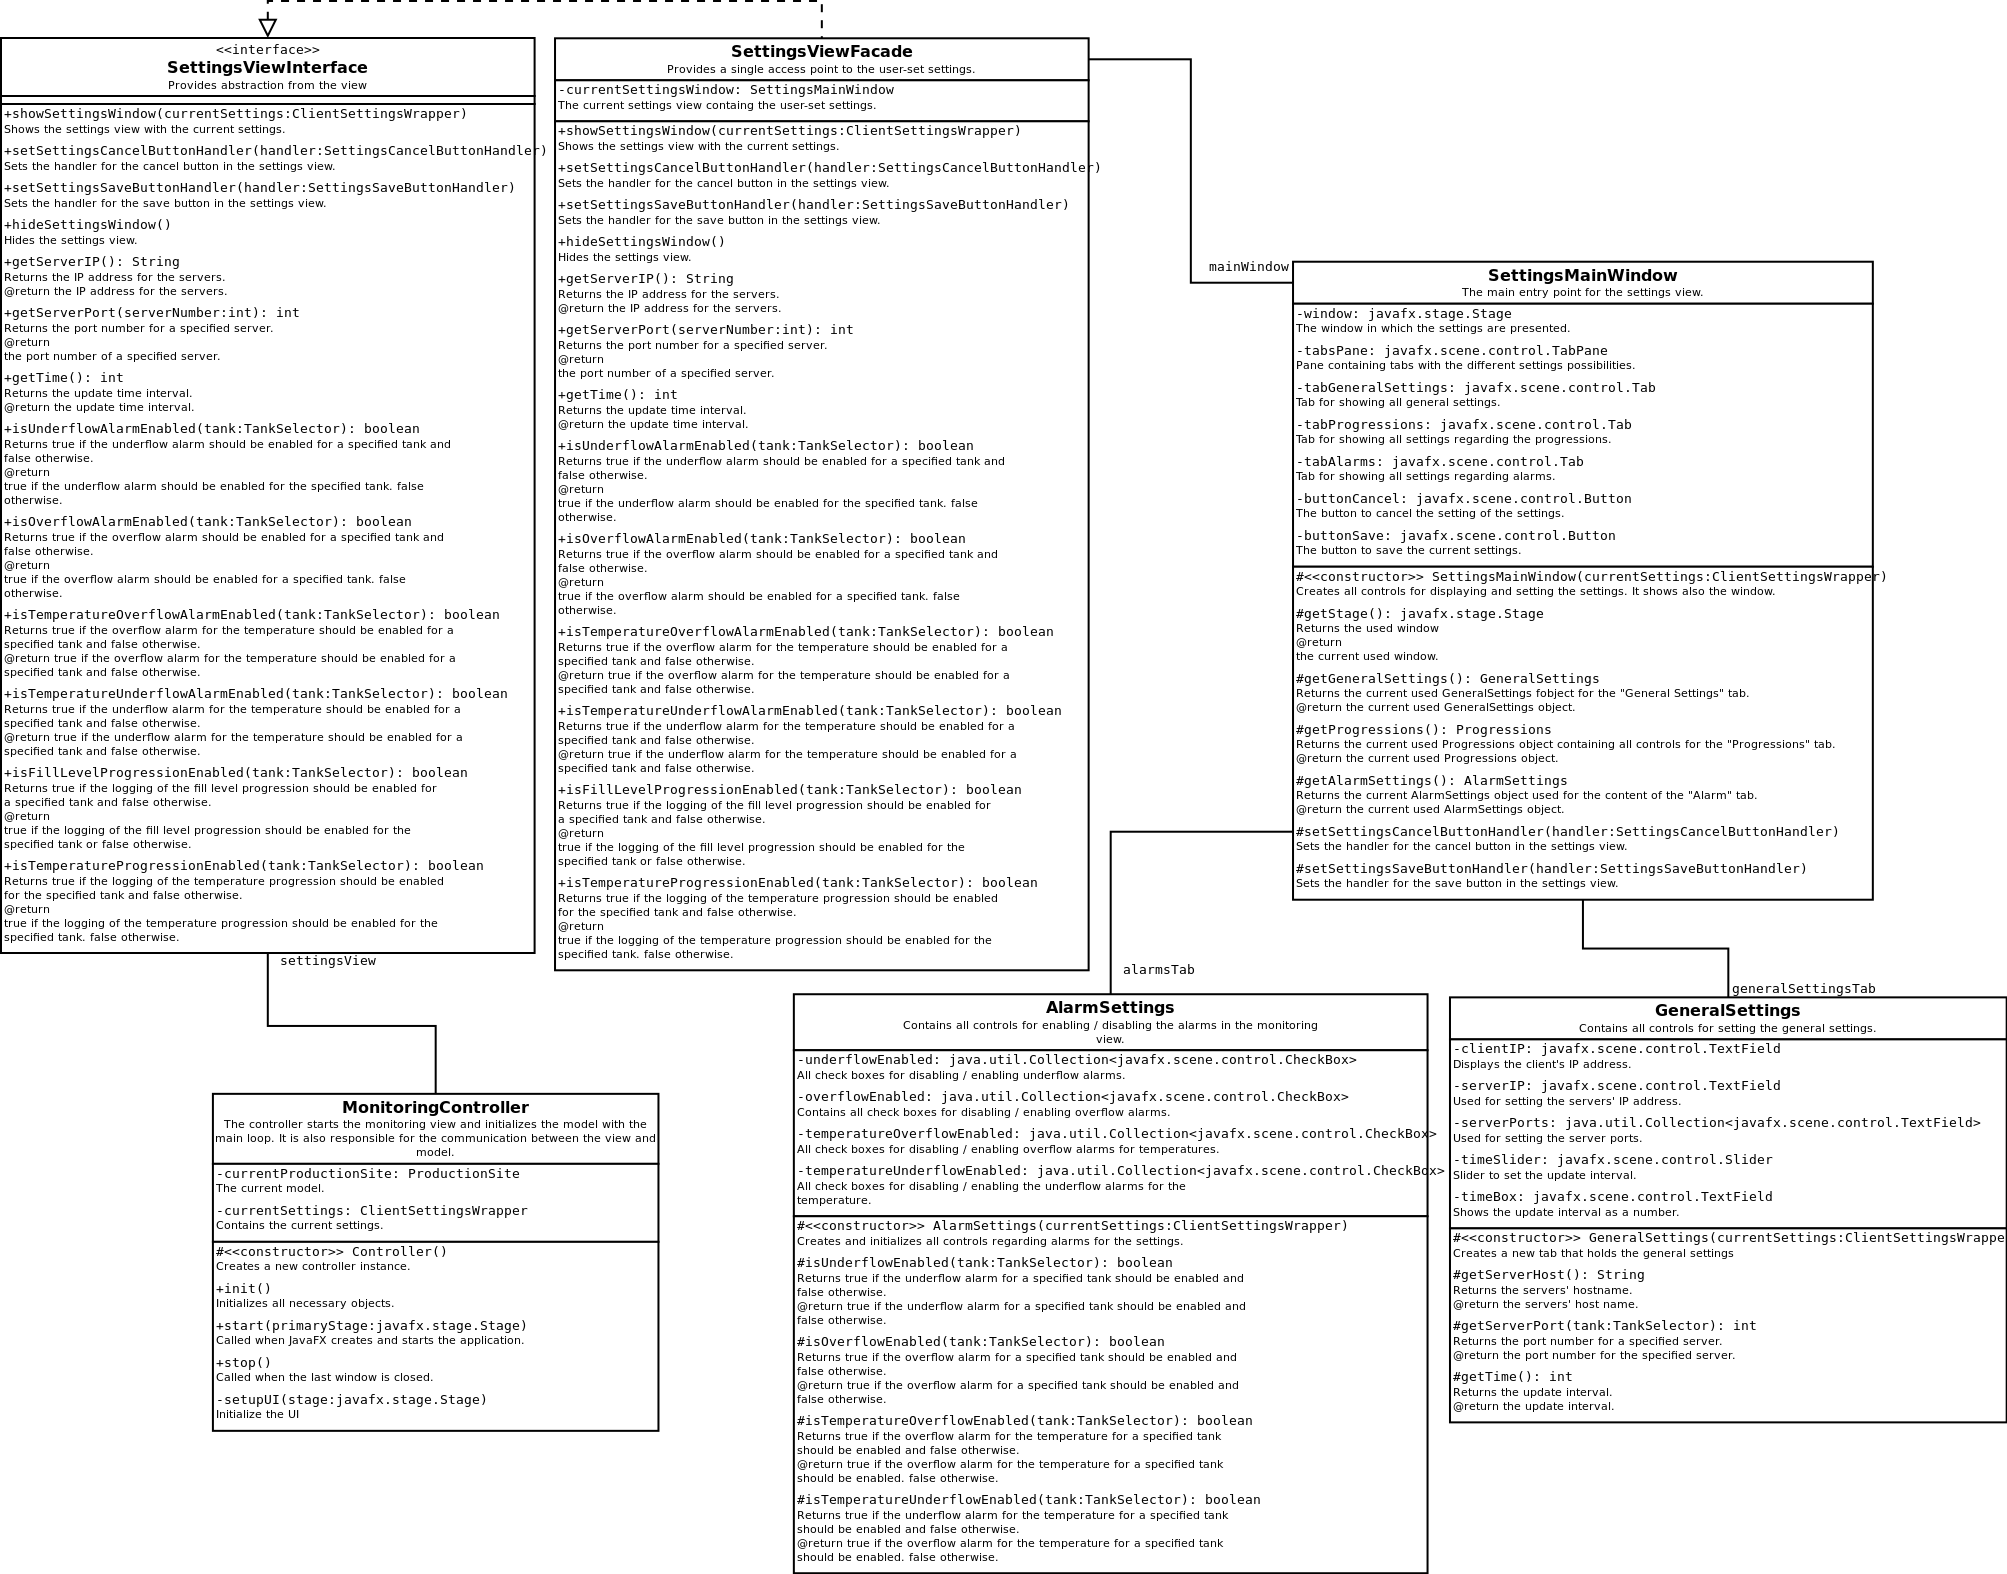 <<interface>>
SettingsViewInterface
Provides abstraction from the view
+showSettingsWindow(currentSettings:ClientSettingsWrapper)
Shows the settings view with the current settings.
+setSettingsCancelButtonHandler(handler:SettingsCancelButtonHandler)
Sets the handler for the cancel button in the settings view.
+setSettingsSaveButtonHandler(handler:SettingsSaveButtonHandler)
Sets the handler for the save button in the settings view.
+hideSettingsWindow()
Hides the settings view.
+getServerIP(): String
Returns the IP address for the servers.
@return the IP address for the servers.
+getServerPort(serverNumber:int): int
Returns the port number for a specified server.
@return
the port number of a specified server.
+getTime(): int
Returns the update time interval.
@return the update time interval.
+isUnderflowAlarmEnabled(tank:TankSelector): boolean
Returns true if the underflow alarm should be enabled for a specified tank and
false otherwise.
@return
true if the underflow alarm should be enabled for the specified tank. false
otherwise.
+isOverflowAlarmEnabled(tank:TankSelector): boolean
Returns true if the overflow alarm should be enabled for a specified tank and
false otherwise.
@return
true if the overflow alarm should be enabled for a specified tank. false
otherwise.
+isTemperatureOverflowAlarmEnabled(tank:TankSelector): boolean
Returns true if the overflow alarm for the temperature should be enabled for a
specified tank and false otherwise.
@return true if the overflow alarm for the temperature should be enabled for a
specified tank and false otherwise.
+isTemperatureUnderflowAlarmEnabled(tank:TankSelector): boolean
Returns true if the underflow alarm for the temperature should be enabled for a
specified tank and false otherwise.
@return true if the underflow alarm for the temperature should be enabled for a
specified tank and false otherwise.
+isFillLevelProgressionEnabled(tank:TankSelector): boolean
Returns true if the logging of the fill level progression should be enabled for
a specified tank and false otherwise.
@return
true if the logging of the fill level progression should be enabled for the
specified tank or false otherwise.
+isTemperatureProgressionEnabled(tank:TankSelector): boolean
Returns true if the logging of the temperature progression should be enabled
for the specified tank and false otherwise.
@return
true if the logging of the temperature progression should be enabled for the
specified tank. false otherwise.
settingsView
SettingsViewFacade
Provides a single access point to the user-set settings.
-currentSettingsWindow: SettingsMainWindow
The current settings view containg the user-set settings.
+showSettingsWindow(currentSettings:ClientSettingsWrapper)
Shows the settings view with the current settings.
+setSettingsCancelButtonHandler(handler:SettingsCancelButtonHandler)
Sets the handler for the cancel button in the settings view.
+setSettingsSaveButtonHandler(handler:SettingsSaveButtonHandler)
Sets the handler for the save button in the settings view.
+hideSettingsWindow()
Hides the settings view.
+getServerIP(): String
Returns the IP address for the servers.
@return the IP address for the servers.
+getServerPort(serverNumber:int): int
Returns the port number for a specified server.
@return
the port number of a specified server.
+getTime(): int
Returns the update time interval.
@return the update time interval.
+isUnderflowAlarmEnabled(tank:TankSelector): boolean
Returns true if the underflow alarm should be enabled for a specified tank and
false otherwise.
@return
true if the underflow alarm should be enabled for the specified tank. false
otherwise.
+isOverflowAlarmEnabled(tank:TankSelector): boolean
Returns true if the overflow alarm should be enabled for a specified tank and
false otherwise.
@return
true if the overflow alarm should be enabled for a specified tank. false
otherwise.
+isTemperatureOverflowAlarmEnabled(tank:TankSelector): boolean
Returns true if the overflow alarm for the temperature should be enabled for a
specified tank and false otherwise.
@return true if the overflow alarm for the temperature should be enabled for a
specified tank and false otherwise.
+isTemperatureUnderflowAlarmEnabled(tank:TankSelector): boolean
Returns true if the underflow alarm for the temperature should be enabled for a
specified tank and false otherwise.
@return true if the underflow alarm for the temperature should be enabled for a
specified tank and false otherwise.
+isFillLevelProgressionEnabled(tank:TankSelector): boolean
Returns true if the logging of the fill level progression should be enabled for
a specified tank and false otherwise.
@return
true if the logging of the fill level progression should be enabled for the
specified tank or false otherwise.
+isTemperatureProgressionEnabled(tank:TankSelector): boolean
Returns true if the logging of the temperature progression should be enabled
for the specified tank and false otherwise.
@return
true if the logging of the temperature progression should be enabled for the
specified tank. false otherwise.
mainWindow
SettingsMainWindow
The main entry point for the settings view.
-window: javafx.stage.Stage
The window in which the settings are presented.
-tabsPane: javafx.scene.control.TabPane
Pane containing tabs with the different settings possibilities.
-tabGeneralSettings: javafx.scene.control.Tab
Tab for showing all general settings.
-tabProgressions: javafx.scene.control.Tab
Tab for showing all settings regarding the progressions.
-tabAlarms: javafx.scene.control.Tab
Tab for showing all settings regarding alarms.
-buttonCancel: javafx.scene.control.Button
The button to cancel the setting of the settings.
-buttonSave: javafx.scene.control.Button
The button to save the current settings.
#<<constructor>> SettingsMainWindow(currentSettings:ClientSettingsWrapper)
Creates all controls for displaying and setting the settings. It shows also the window.
#getStage(): javafx.stage.Stage
Returns the used window
@return
the current used window.
#getGeneralSettings(): GeneralSettings
Returns the current used GeneralSettings fobject for the "General Settings" tab.
@return the current used GeneralSettings object.
#getProgressions(): Progressions
Returns the current used Progressions object containing all controls for the "Progressions" tab.
@return the current used Progressions object.
#getAlarmSettings(): AlarmSettings
Returns the current AlarmSettings object used for the content of the "Alarm" tab.
@return the current used AlarmSettings object.
#setSettingsCancelButtonHandler(handler:SettingsCancelButtonHandler)
Sets the handler for the cancel button in the settings view.
#setSettingsSaveButtonHandler(handler:SettingsSaveButtonHandler)
Sets the handler for the save button in the settings view.
alarmsTab
generalSettingsTab
MonitoringController
The controller starts the monitoring view and initializes the model with the
main loop. It is also responsible for the communication between the view and
model.
-currentProductionSite: ProductionSite
The current model.
-currentSettings: ClientSettingsWrapper
Contains the current settings.
#<<constructor>> Controller()
Creates a new controller instance.
+init()
Initializes all necessary objects.
+start(primaryStage:javafx.stage.Stage)
Called when JavaFX creates and starts the application.
+stop()
Called when the last window is closed.
-setupUI(stage:javafx.stage.Stage)
Initialize the UI
AlarmSettings
Contains all controls for enabling / disabling the alarms in the monitoring
view.
-underflowEnabled: java.util.Collection<javafx.scene.control.CheckBox>
All check boxes for disabling / enabling underflow alarms.
-overflowEnabled: java.util.Collection<javafx.scene.control.CheckBox>
Contains all check boxes for disabling / enabling overflow alarms.
-temperatureOverflowEnabled: java.util.Collection<javafx.scene.control.CheckBox>
All check boxes for disabling / enabling overflow alarms for temperatures.
-temperatureUnderflowEnabled: java.util.Collection<javafx.scene.control.CheckBox>
All check boxes for disabling / enabling the underflow alarms for the
temperature.
#<<constructor>> AlarmSettings(currentSettings:ClientSettingsWrapper)
Creates and initializes all controls regarding alarms for the settings.
#isUnderflowEnabled(tank:TankSelector): boolean
Returns true if the underflow alarm for a specified tank should be enabled and
false otherwise.
@return true if the underflow alarm for a specified tank should be enabled and
false otherwise.
#isOverflowEnabled(tank:TankSelector): boolean
Returns true if the overflow alarm for a specified tank should be enabled and
false otherwise.
@return true if the overflow alarm for a specified tank should be enabled and
false otherwise.
#isTemperatureOverflowEnabled(tank:TankSelector): boolean
Returns true if the overflow alarm for the temperature for a specified tank
should be enabled and false otherwise.
@return true if the overflow alarm for the temperature for a specified tank
should be enabled. false otherwise.
#isTemperatureUnderflowEnabled(tank:TankSelector): boolean
Returns true if the underflow alarm for the temperature for a specified tank
should be enabled and false otherwise.
@return true if the overflow alarm for the temperature for a specified tank
should be enabled. false otherwise.
GeneralSettings
Contains all controls for setting the general settings.
-clientIP: javafx.scene.control.TextField
Displays the client's IP address.
-serverIP: javafx.scene.control.TextField
Used for setting the servers' IP address.
-serverPorts: java.util.Collection<javafx.scene.control.TextField>
Used for setting the server ports.
-timeSlider: javafx.scene.control.Slider
Slider to set the update interval.
-timeBox: javafx.scene.control.TextField
Shows the update interval as a number.
#<<constructor>> GeneralSettings(currentSettings:ClientSettingsWrappe
Creates a new tab that holds the general settings
#getServerHost(): String
Returns the servers' hostname.
@return the servers' host name.
#getServerPort(tank:TankSelector): int
Returns the port number for a specified server.
@return the port number for the specified server.
#getTime(): int
Returns the update interval.
@return the update interval.